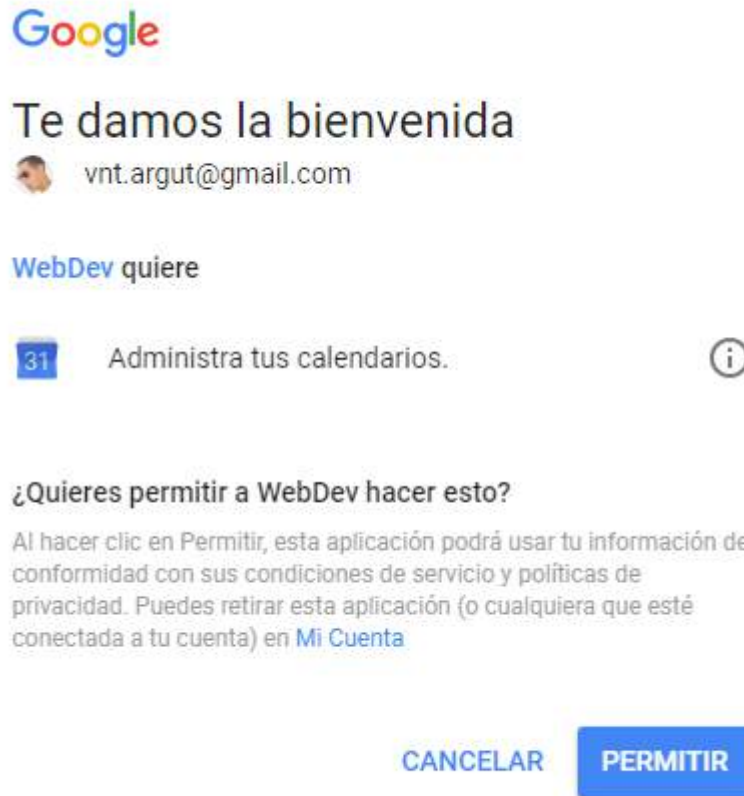 Google
Te damos la bienvenida
vnt.argut@gmail.com
WebDev quiere
31 Administra tus calendarios.
¿Quieres permitir a WebDev hacer esto?
Al hacer clic en Permitir, esta aplicación podrá usar tu información de
conformidad con sus condiciones de servicio y políticas de
privacidad. Puedes retirar esta aplicación (o cualquiera que esté
conectada a tu cuenta) en Mi Cuenta
CANCELAR PERMITIR